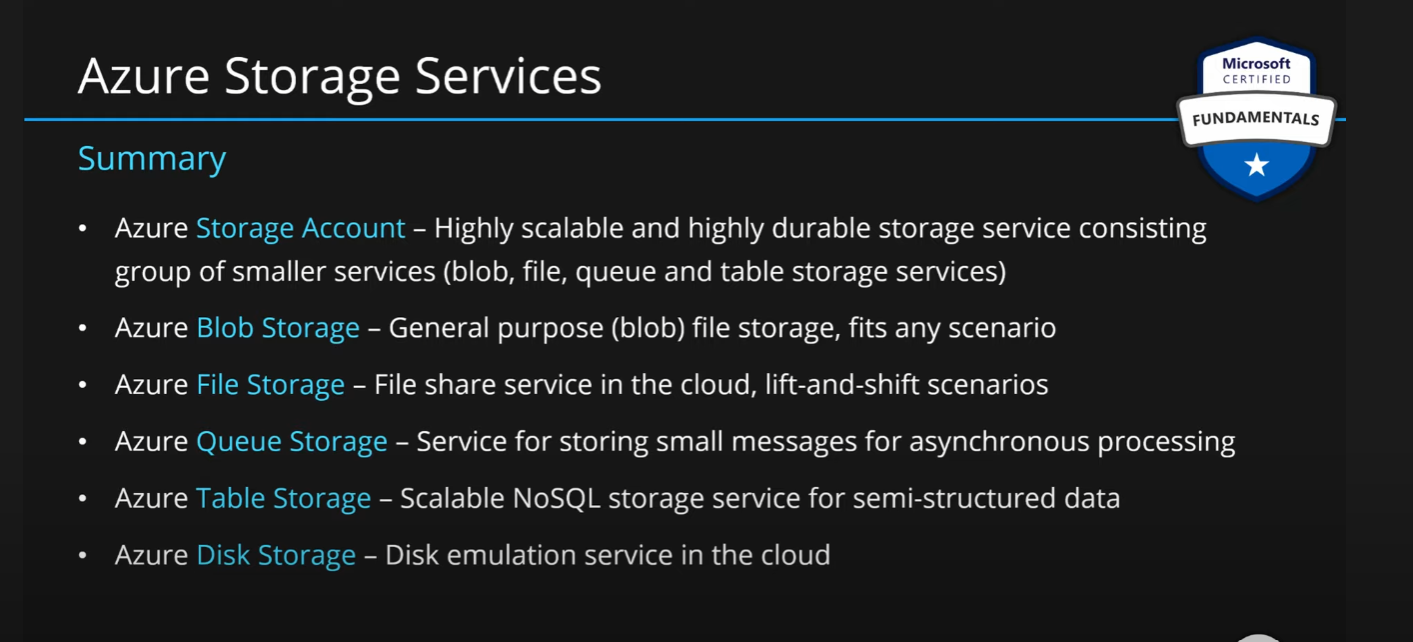 Azure Storage Services
Microsoft
CERTIFIED
FUNDAMENTALS
Summary
• Azure Storage Account – Highly scalable and highly durable storage service consisting
group of smaller services (blob, file, queue and table storage services)
• Azure Blob Storage – General purpose (blob) file storage, fits any scenario
• Azure File Storage – File share service in the cloud, lift-and-shift scenarios
• Azure Queue Storage – Service for storing small messages for asynchronous processing
• Azure Table Storage – Scalable NoSQL storage service for semi-structured data
• Azure Disk Storage – Disk emulation service in the cloud